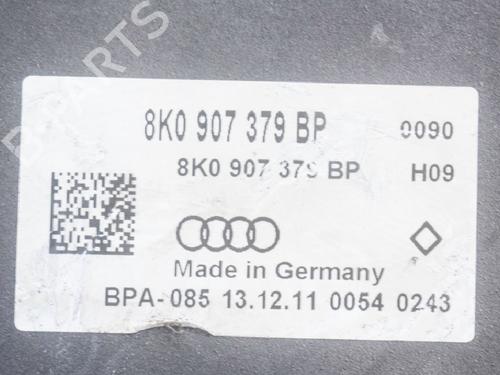 B-PARTS
8K0 907 379 BP 0090
8K0 907 379 BP H09
Made in Germany
BPA-085 13.12.11 0054 0243